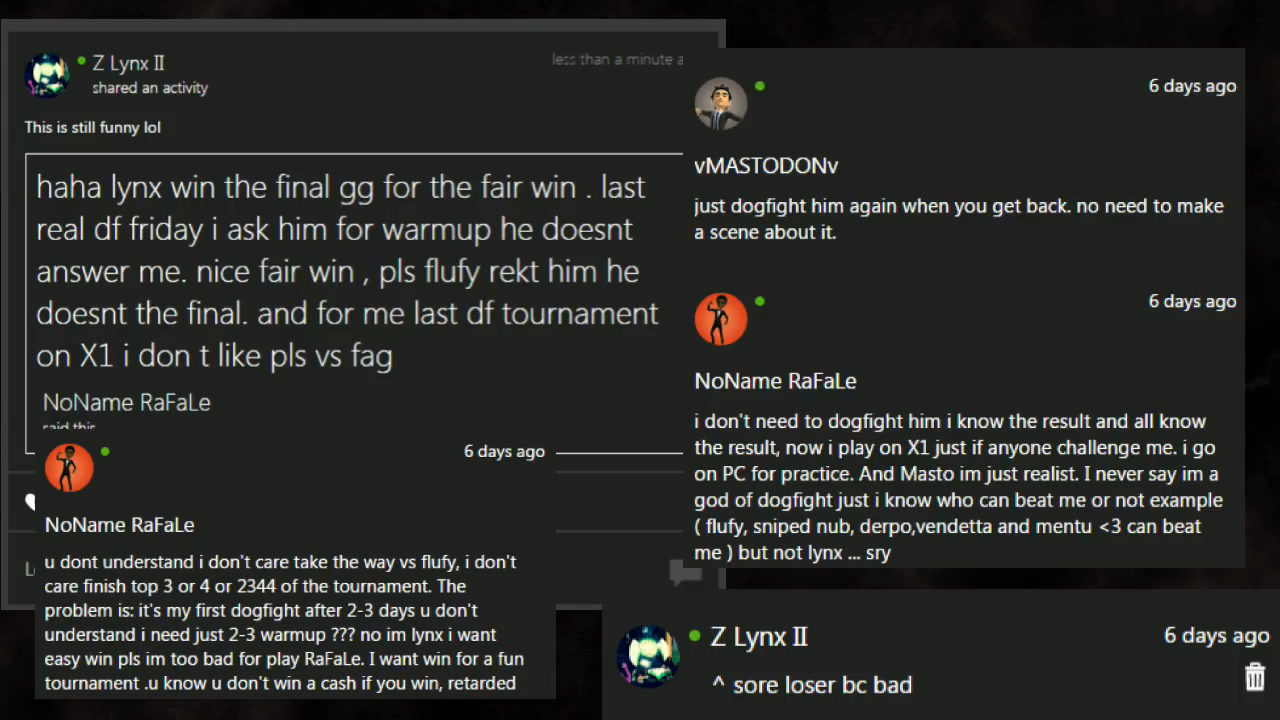 Z Lynx II
less than a minute a
shared an activity
This is still funny lol
haha lynx win the final gg for the fair win . last
real df friday i ask him for warmup he doesnt
answer me. nice fair win , pls flufy rekt him he
doesnt the final. and for me last df tournament
on X1 i don t like pls vs fag
NoName RaFaLe
said this
6 days ago
NoName RaFaLe
u dont understand i don't care take the way vs flufy, i don't
care finish top 3 or 4 or 2344 of the tournament. The
problem is: it's my first dogfight after 2-3 days u don't
understand i need just 2-3 warmup ??? no im lynx i want
easy win pls im too bad for play RaFaLe. I want win for a fun
tournament .u know u don't win a cash if you win, retarded
6 days ago
vMASTODONv
just dogfight him again when you get back. no need to make
a scene about it.
6 days ago
NoName RaFaLe
i don't need to dogfight him i know the result and all know
the result, now i play on X1 just if anyone challenge me. i go
on PC for practice. And Masto im just realist. I never say im a
god of dogfight just i know who can beat me or not example
( flufy, sniped nub, derpo,vendetta and mentu <3 can beat
me ) but not lynx ... sry
Z Lynx II
6 days ago
^ sore loser bc bad